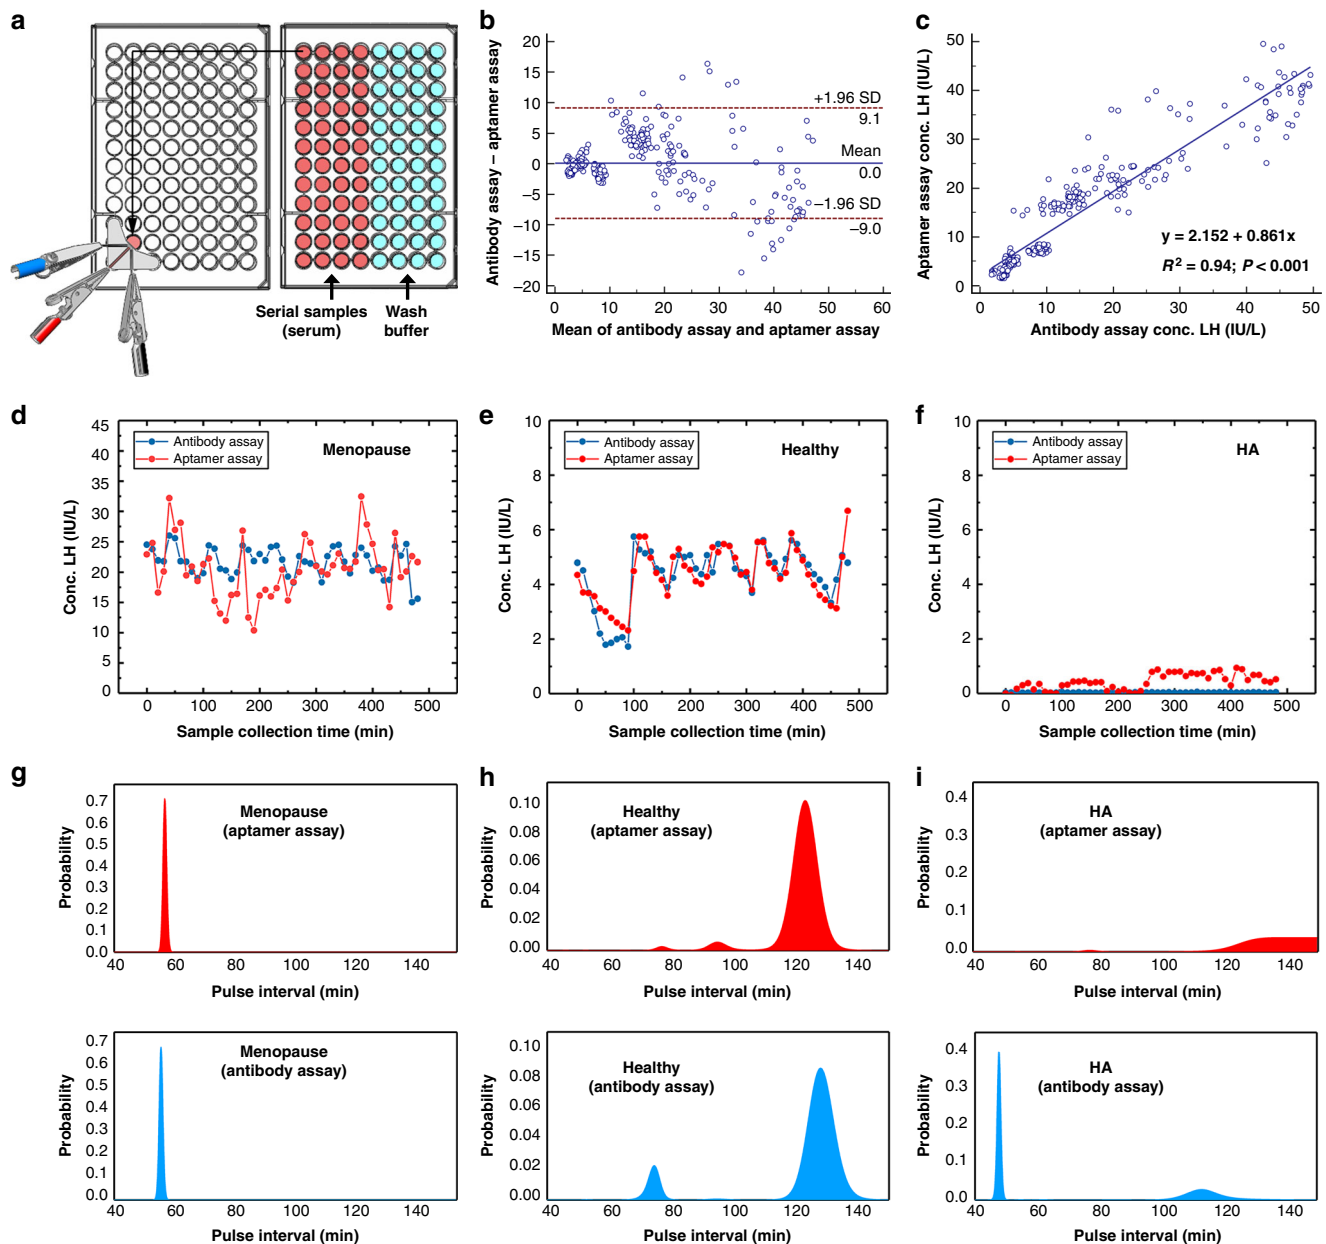 a
Serial samples
(serum)
Wash
buffer
b
Antibody assay – aptamer assay
20
15
10
5
0
−5
−10
−15
−20
+1.96 SD
9.1
Mean
0.0
−1.96 SD
−9.0
0 10 20 30 40 50 60
Mean of antibody assay and aptamer assay
c
Aptamer assay conc. LH (IU/L)
50
40
30
20
10
0
y = 2.152 + 0.861x
R² = 0.94; P < 0.001
0 10 20 30 40 50
Antibody assay conc. LH (IU/L)
d
Conc. LH (IU/L)
45
40
35
30
25
20
15
10
5
0
Antibody assay
Aptamer assay
Menopause
0 100 200 300 400 500
Sample collection time (min)
e
Conc. LH (IU/L)
10
8
6
4
2
0
Antibody assay
Aptamer assay
Healthy
0 100 200 300 400 500
Sample collection time (min)
f
10
8
6
4
2
0
Antibody assay
Aptamer assay
HA
0 100 200 300 400 500
Sample collection time (min)
g
Probability
0.7
0.6
0.5
0.4
0.3
0.2
0.1
0.0
Menopause
(aptamer assay)
40 60 80 100 120 140
Pulse interval (min)
h
Probability
0.10
0.08
0.06
0.04
0.02
0.00
Healthy
(aptamer assay)
40 60 80 100 120 140
Pulse interval (min)
i
Probability
0.4
0.3
0.2
0.1
0.0
HA
(aptamer assay)
40 60 80 100 120 140
Pulse interval (min)
Probability
0.7
0.6
0.5
0.4
0.3
0.2
0.1
0.0
Menopause
(antibody assay)
40 60 80 100 120 140
Pulse interval (min)
Probability
0.10
0.08
0.06
0.04
0.02
0.00
Healthy
(antibody assay)
40 60 80 100 120 140
Pulse interval (min)
Probability
0.4
0.3
0.2
0.1
0.0
HA
(antibody assay)
40 60 80 100 120 140
Pulse interval (min)